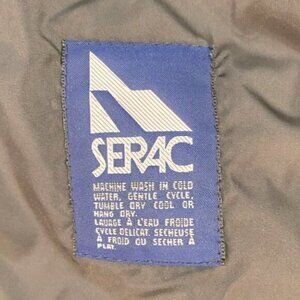 SERAC
MACHINE WASH IN COLD
WATER, GENTLE CYCLE,
TUMBLE DRY COOL OR
HANG DRY.
LAVAGE À L'EAU FROIDE
CYCLE DELICAT. SECHEUSE
À FROID OU SECHER À
PLAT.